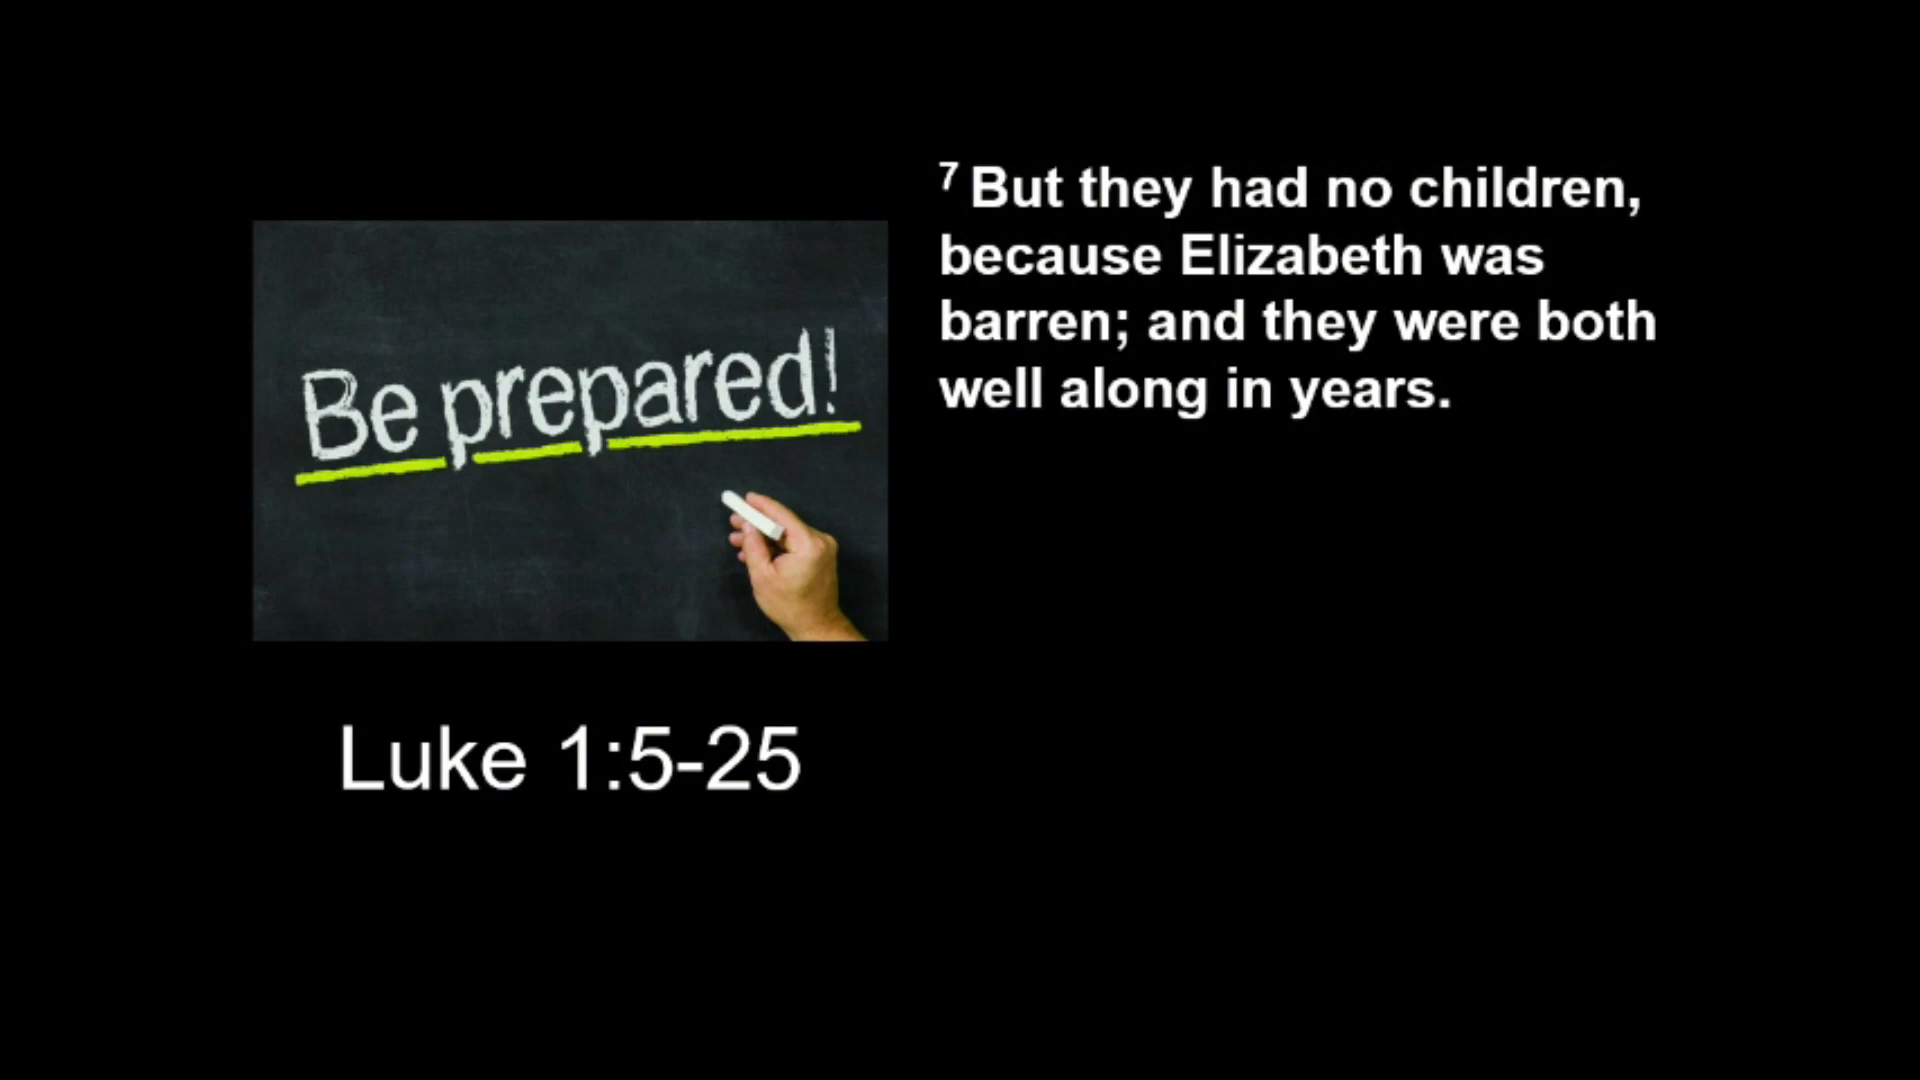 Be prepared!
Luke 1:5-25
7 But they had no children,
because Elizabeth was
barren; and they were both
well along in years.